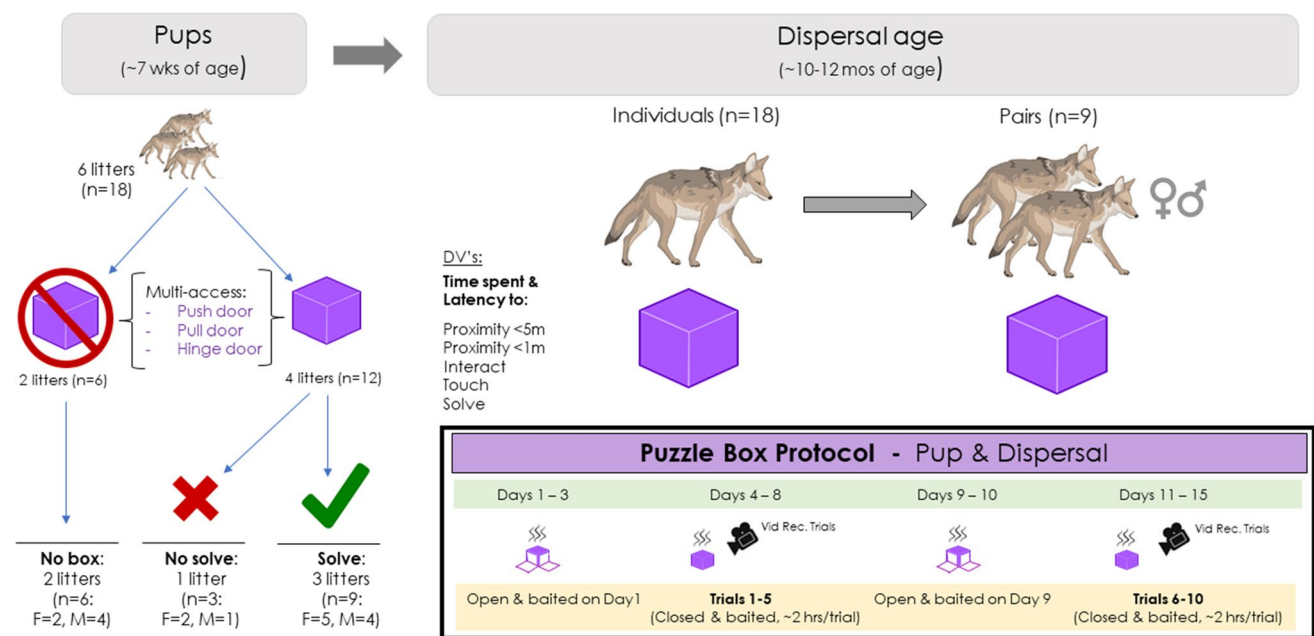 Pups
(~7 wks of age)
Dispersal age
(~10-12 mos of age)
6 litters
(n=18)
Multi-access:
- Push door
- Pull door
- Hinge door
2 litters (n=6)
4 litters (n=12)
No box:
2 litters
(n=6:
F=2, M=4)
No solve:
1 litter
(n=3:
F=2, M=1)
Solve:
3 litters
(n=9:
F=5, M=4)
Individuals (n=18)
Pairs (n=9)
♀♂
DV's:
Time spent &
Latency to:
Proximity <5m
Proximity <1m
Interact
Touch
Solve
Puzzle Box Protocol - Pup & Dispersal
Days 1 – 3
Days 4 – 8
Days 9 – 10
Days 11 – 15
Vid Rec. Trials
Vid Rec. Trials
Open & baited on Day1
Trials 1-5
(Closed & baited, ~2 hrs/trial)
Open & baited on Day 9
Trials 6-10
(Closed & baited, ~2 hrs/trial)